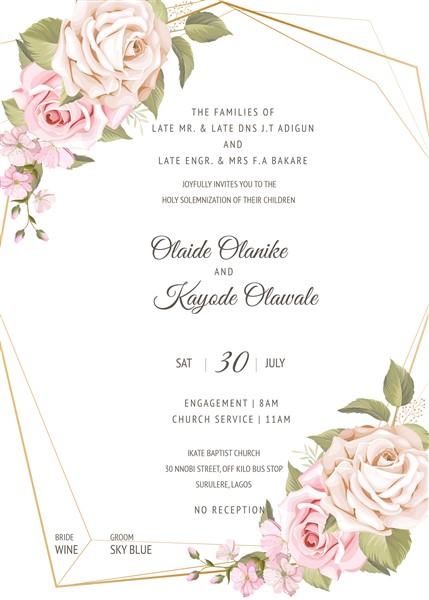 THE FAMILIES OF
LATE MR. & LATE DNS J.T ADIGUN
AND
LATE ENGR. & MRS F.A BAKARE
JOYFULLY INVITES YOU TO THE
HOLY SOLEMNIZATION OF THEIR CHILDREN
Olaide Olanike
AND
Kayode Olawale
SAT | 30 | JULY
ENGAGEMENT | 8AM
CHURCH SERVICE | 11AM
IKATE BAPTIST CHURCH
30 NNOBI STREET, OFF KILO BUS STOP
SURULERE, LAGOS
NO RECEPTION
BRIDE GROOM
WINE SKY BLUE